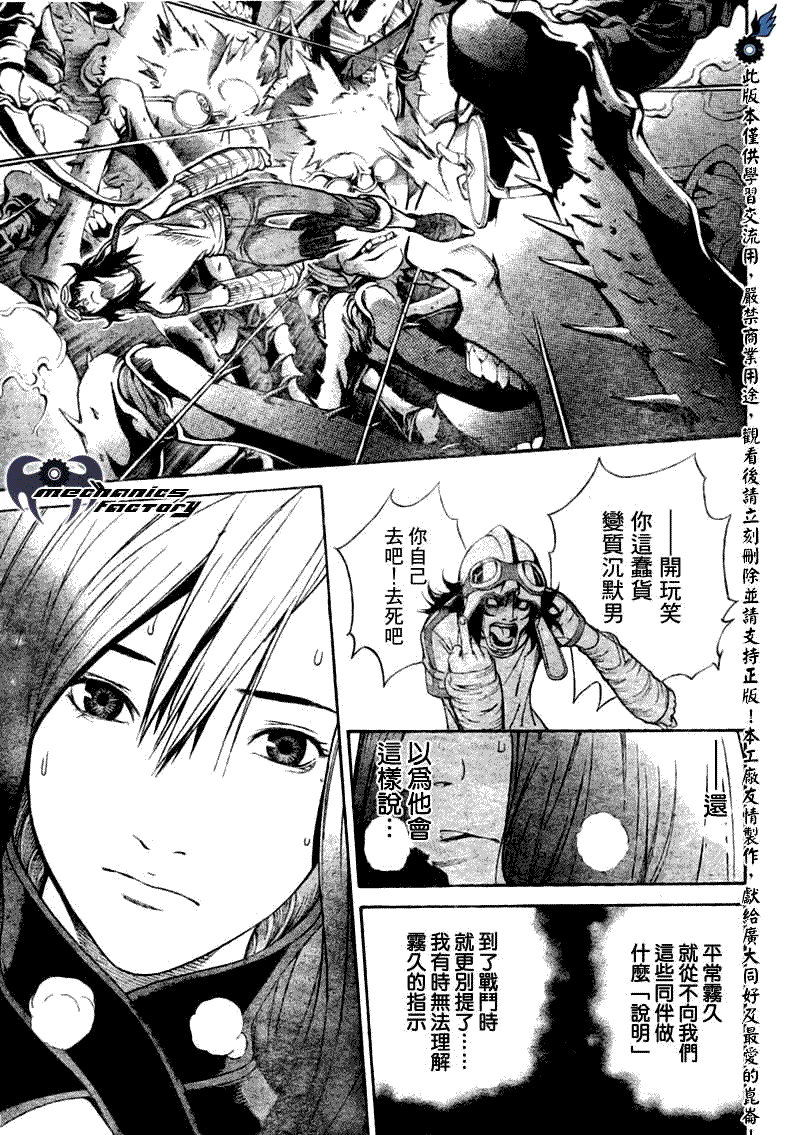 此版本僅供學習交流用，嚴禁商業用途，觀看後請立刻刪除並請支持正版！本工廠友情製作，獻給廣大同好及最愛的崑崙！
mechanics
factory
——開玩笑
你這蠢貨
變質沉默男
你自己
去吧！去死吧
——還
以為他會
這樣說…
平常霧久
就從不向我們
這些同伴做
什麼「說明」
到了戰鬥時
就更別提了……
我有時無法理解
霧久的指示